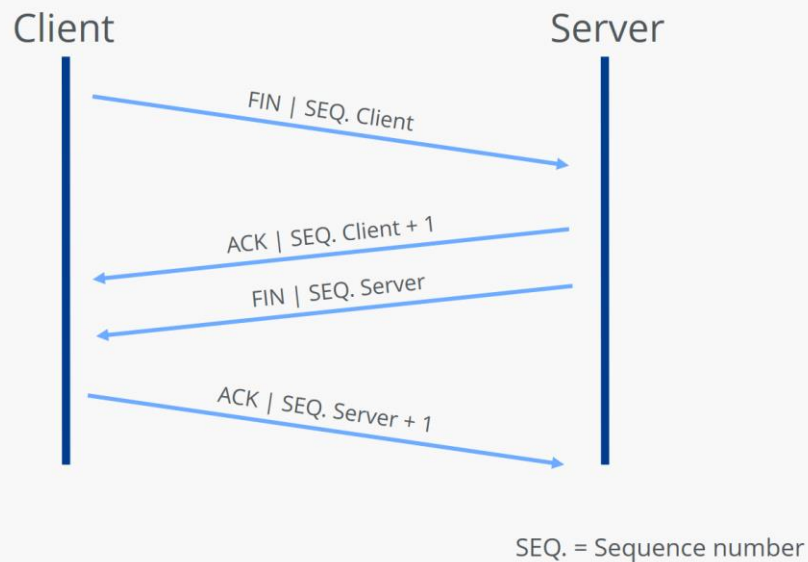 Client
Server
FIN | SEQ. Client
ACK | SEQ. Client + 1
FIN | SEQ. Server
ACK | SEQ. Server + 1
SEQ. = Sequence number